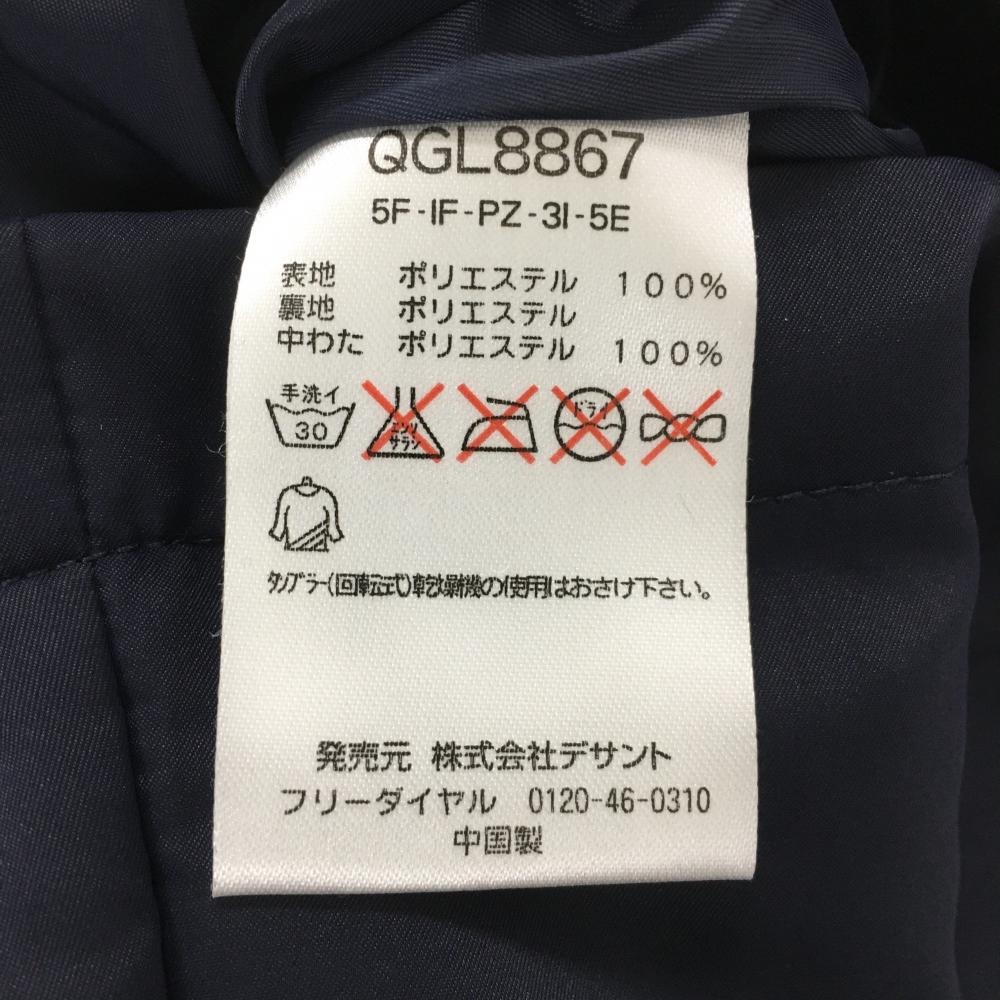 QGL8867
5F-IF-PZ-3I-5E
表地 ポリエステル 100%
裏地 ポリエステル
中わた ポリエステル 100%
手洗イ
30
エンソ
サラシ
ドライ
タンブラー(回転式)乾燥機の使用はおさけ下さい。
発売元 株式会社デサント
フリーダイヤル 0120-46-0310
中国製